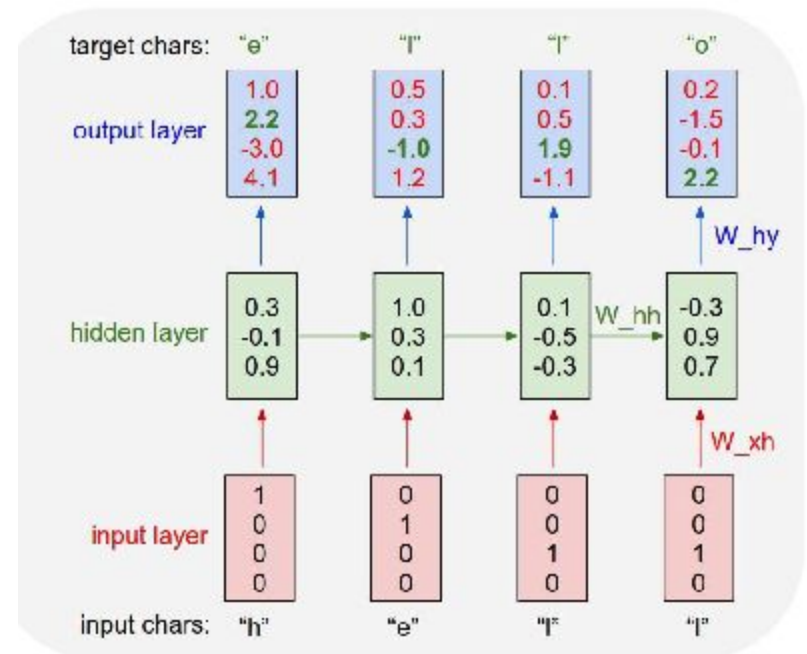 target chars: "e" "l" "l" "o"
1.0 0.5 0.1 0.2
output layer 2.2 0.3 0.5 -1.5
-3.0 -1.0 1.9 -0.1
4.1 1.2 -1.1 2.2
W_hy
0.3 1.0 0.1 -0.3
hidden layer -0.1 0.3 -0.5 W_hh 0.9
0.9 0.1 -0.3 0.7
W_xh
1 0 0 0
0 1 0 0
input layer 0 0 1 1
0 0 0 0
input chars: "h" "e" "l" "l"